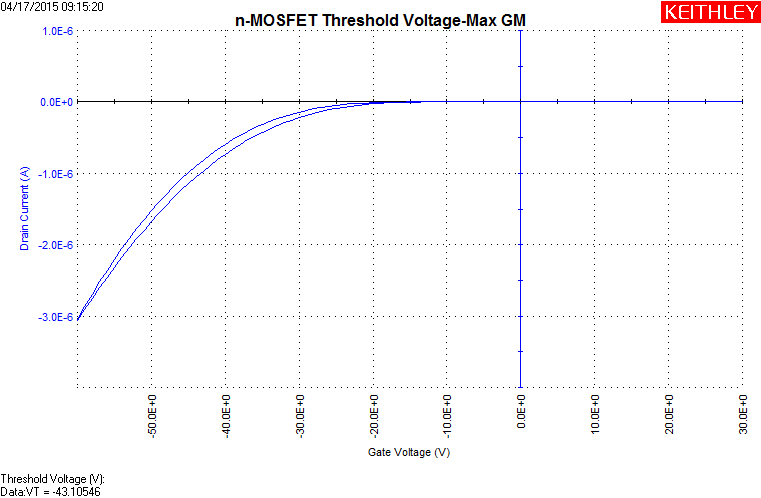 04/17/2015 09:15:20
n-MOSFET Threshold Voltage-Max GM
KEITHLEY
1.0E-6
0.0E+0
-1.0E-6
-2.0E-6
-3.0E-6
Drain Current (A)
-50.0E+0
-40.0E+0
-30.0E+0
-20.0E+0
-10.0E+0
0.0E+0
10.0E+0
20.0E+0
30.0E+0
Gate Voltage (V)
Threshold Voltage (V):
Data:VT = -43.10546